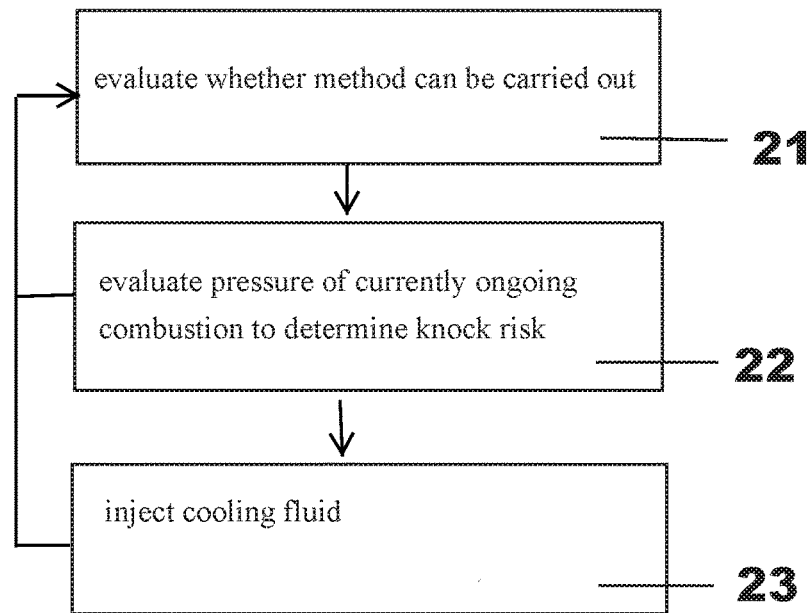 evaluate whether method can be carried out
21
evaluate pressure of currently ongoing
combustion to determine knock risk
22
inject cooling fluid
23